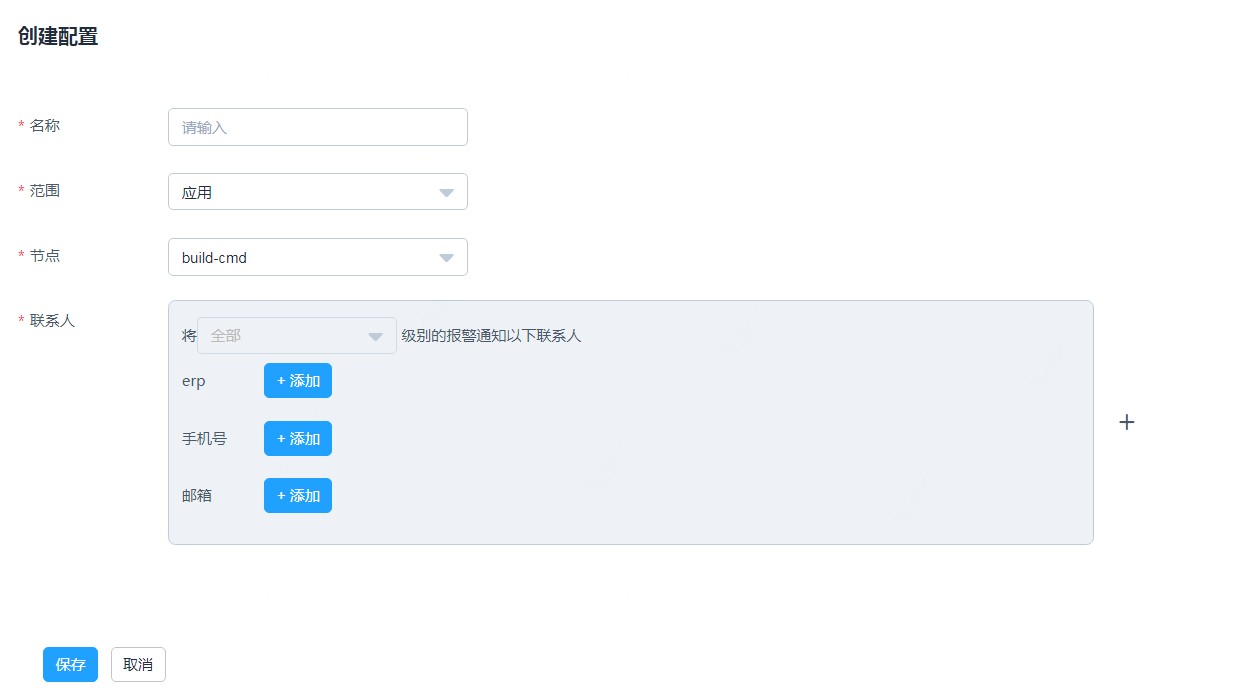 创建配置
* 名称 请输入
* 范围 应用
* 节点 build-cmd
* 联系人 将 全部 级别的报警通知以下联系人
erp + 添加
手机号 + 添加
邮箱 + 添加
保存 取消